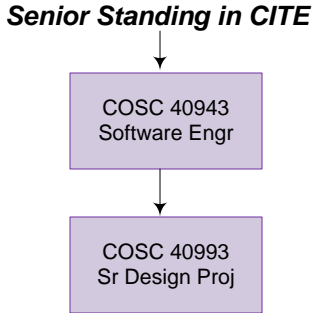 Senior Standing in CITE
COSC 40943
Software Engr
COSC 40993
Sr Design Proj